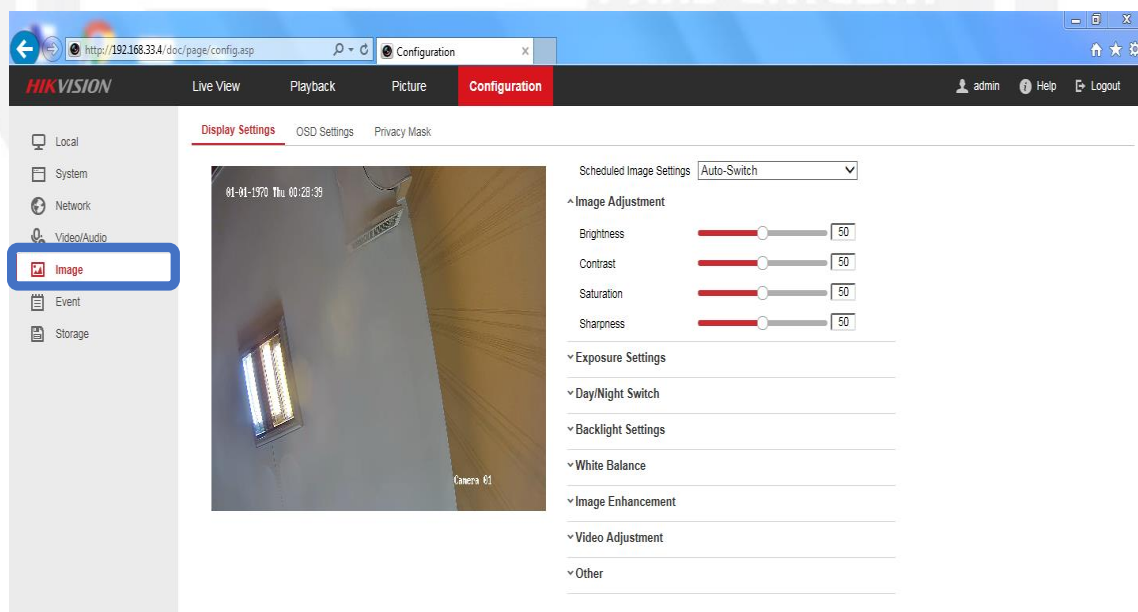 http://192.168.33.4/doc/page/config.asp
Configuration
HIKVISION
Live View Playback Picture Configuration admin Help Logout
Display Settings OSD Settings Privacy Mask
Local
System
Network
Video/Audio
Image
Event
Storage
01-01-1970 Thu 00:28:39
Camera 01
Scheduled Image Settings Auto-Switch
Image Adjustment
Brightness 50
Contrast 50
Saturation 50
Sharpness 50
Exposure Settings
Day/Night Switch
Backlight Settings
White Balance
Image Enhancement
Video Adjustment
Other